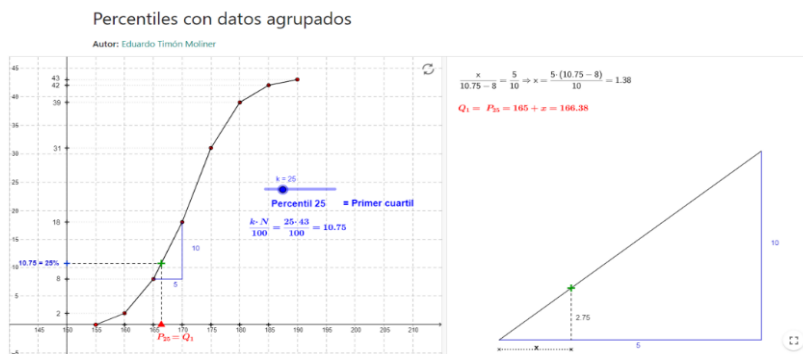 Percentiles con datos agrupados
Autor: Eduardo Timón Moliner
45
43
42
40
39
35
31
30
25
20
18
15
10.75 = 25%
10
8
5
2
-5
145 150 155 160 165 170 175 180 185 190 195 200 205 210
P₂₅ = Q₁
10
5
k = 25
Percentil 25 = Primer cuartil
k·N/100 = 25·43/100 = 10.75
x/(10.75 − 8) = 5/10 ⇒ x = 5·(10.75 − 8)/10 = 1.38
Q₁ = P₂₅ = 165 + x = 166.38
10
2.75
x
5